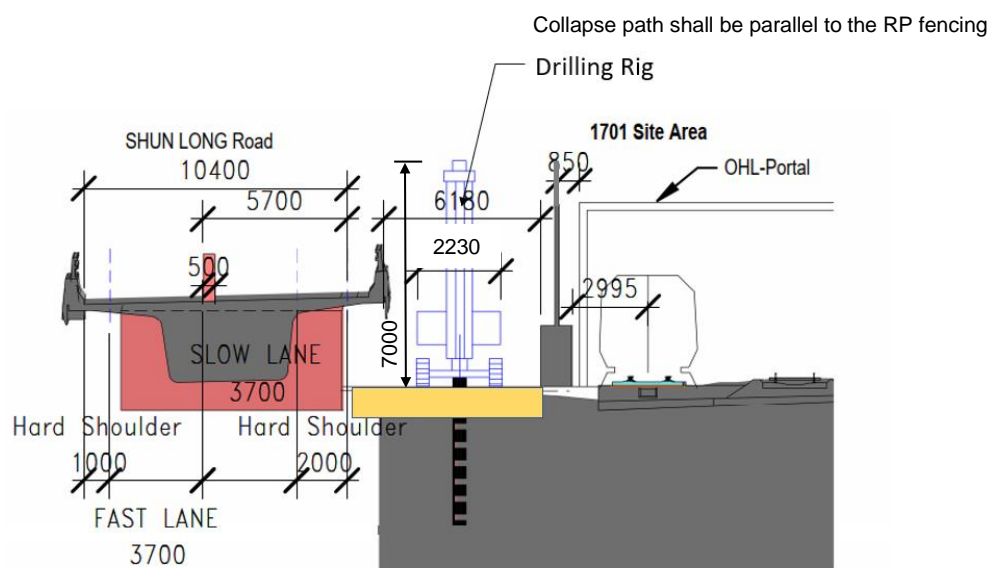 Collapse path shall be parallel to the RP fencing
Drilling Rig
1701 Site Area
SHUN LONG Road
10400
850
OHL-Portal
5700
6180
2230
500
2995
7000
SLOW LANE
3700
Hard Shoulder
Hard Shoulder
1000
2000
FAST LANE
3700